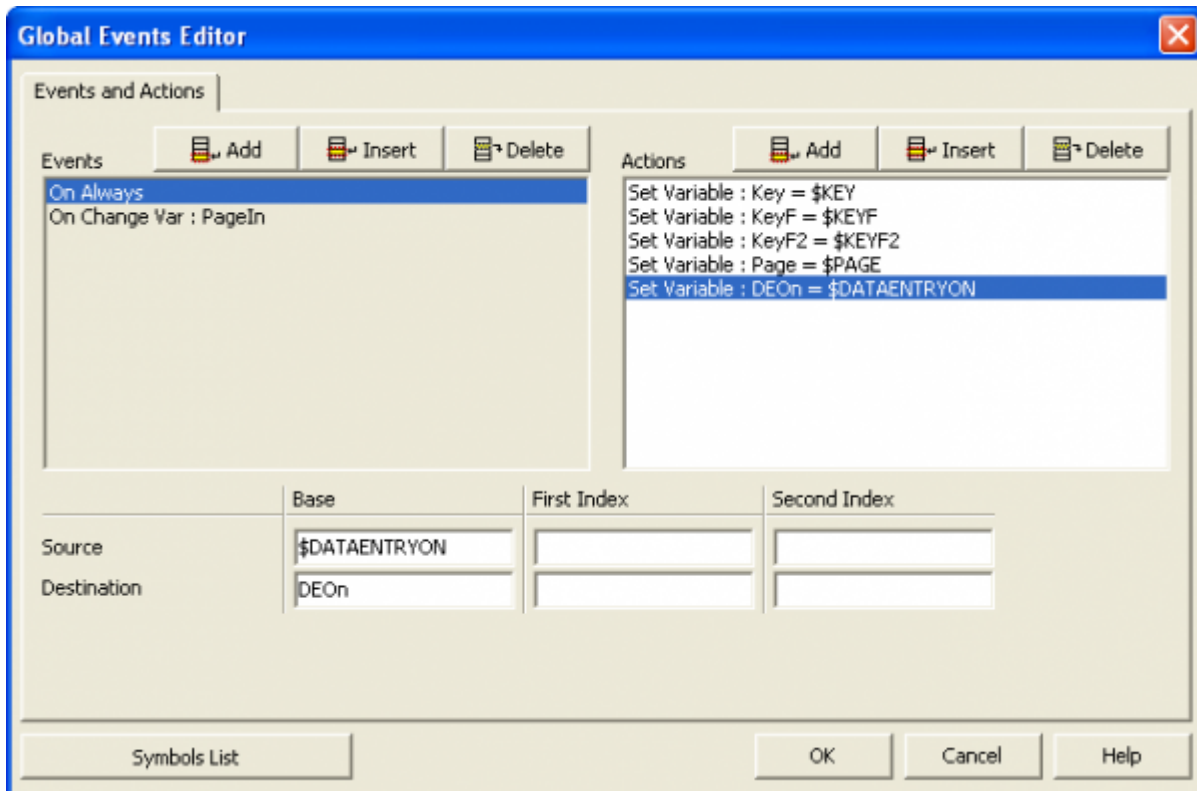 Global Events Editor
Events and Actions
Events
Add
Insert
Delete
On Always
On Change Var : PageIn
Actions
Add
Insert
Delete
Set Variable : Key = $KEY
Set Variable : KeyF = $KEYF
Set Variable : KeyF2 = $KEYF2
Set Variable : Page = $PAGE
Set Variable : DEOn = $DATAENTRYON
Base First Index Second Index
Source $DATAENTRYON
Destination DEOn
Symbols List
OK
Cancel
Help